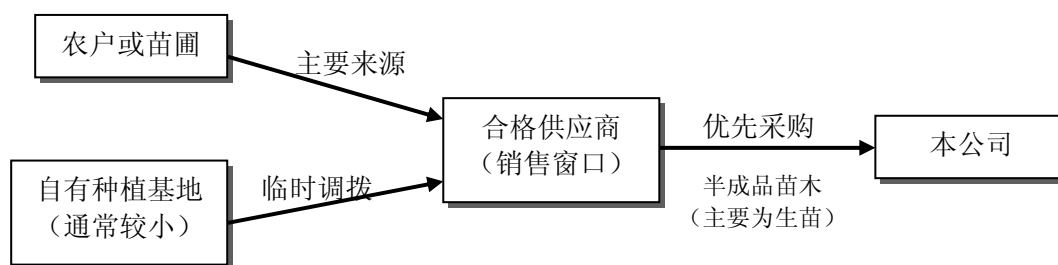 农户或苗圃
主要来源
合格供应商
（销售窗口）
优先采购
本公司
自有种植基地
（通常较小）
临时调拨
半成品苗木
（主要为生苗）